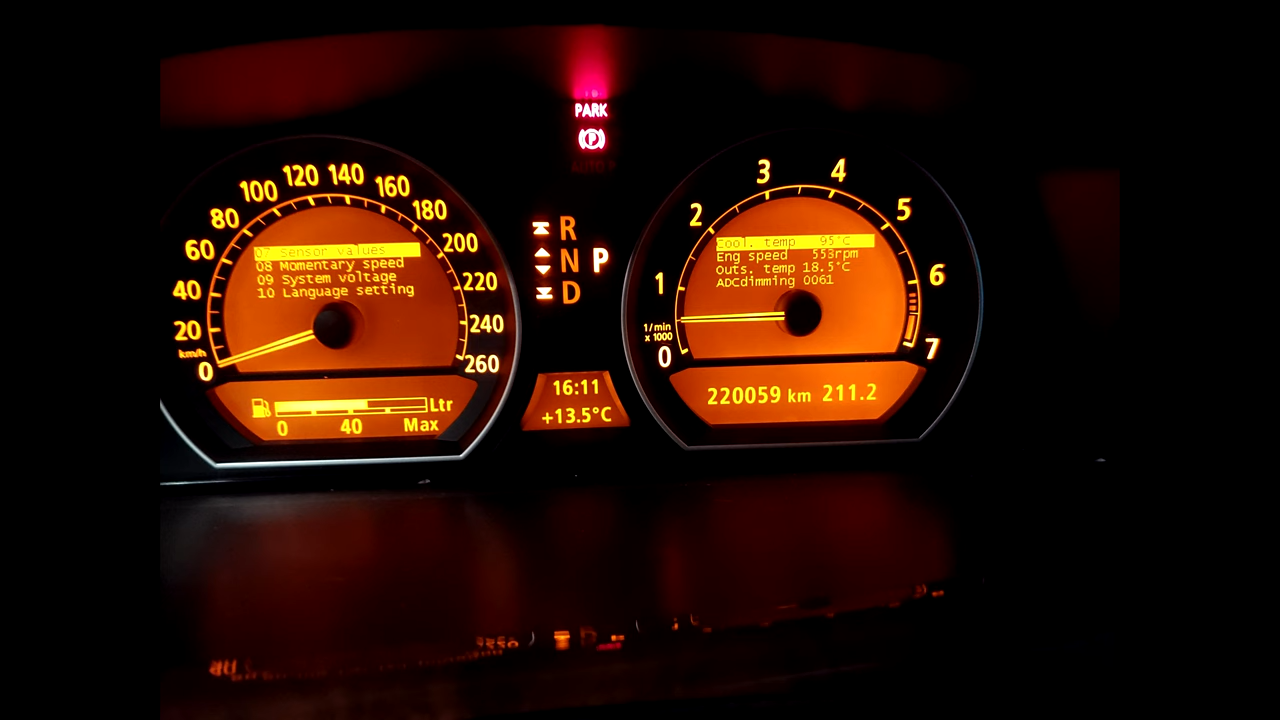 PARK
P
0
20
40
60
80
100
120
140
160
180
200
220
240
260
km/h
07 Sensor values
08 Momentary speed
09 System voltage
10 Language setting
Ltr
0 40 Max
R
N P
D
16:11
+13.5°C
0
1
2
3
4
5
6
7
1/min
x 1000
Cool. temp 95°C
Eng speed 553rpm
Outs. temp 18.5°C
ADCdimming 0061
220059 km 211.2